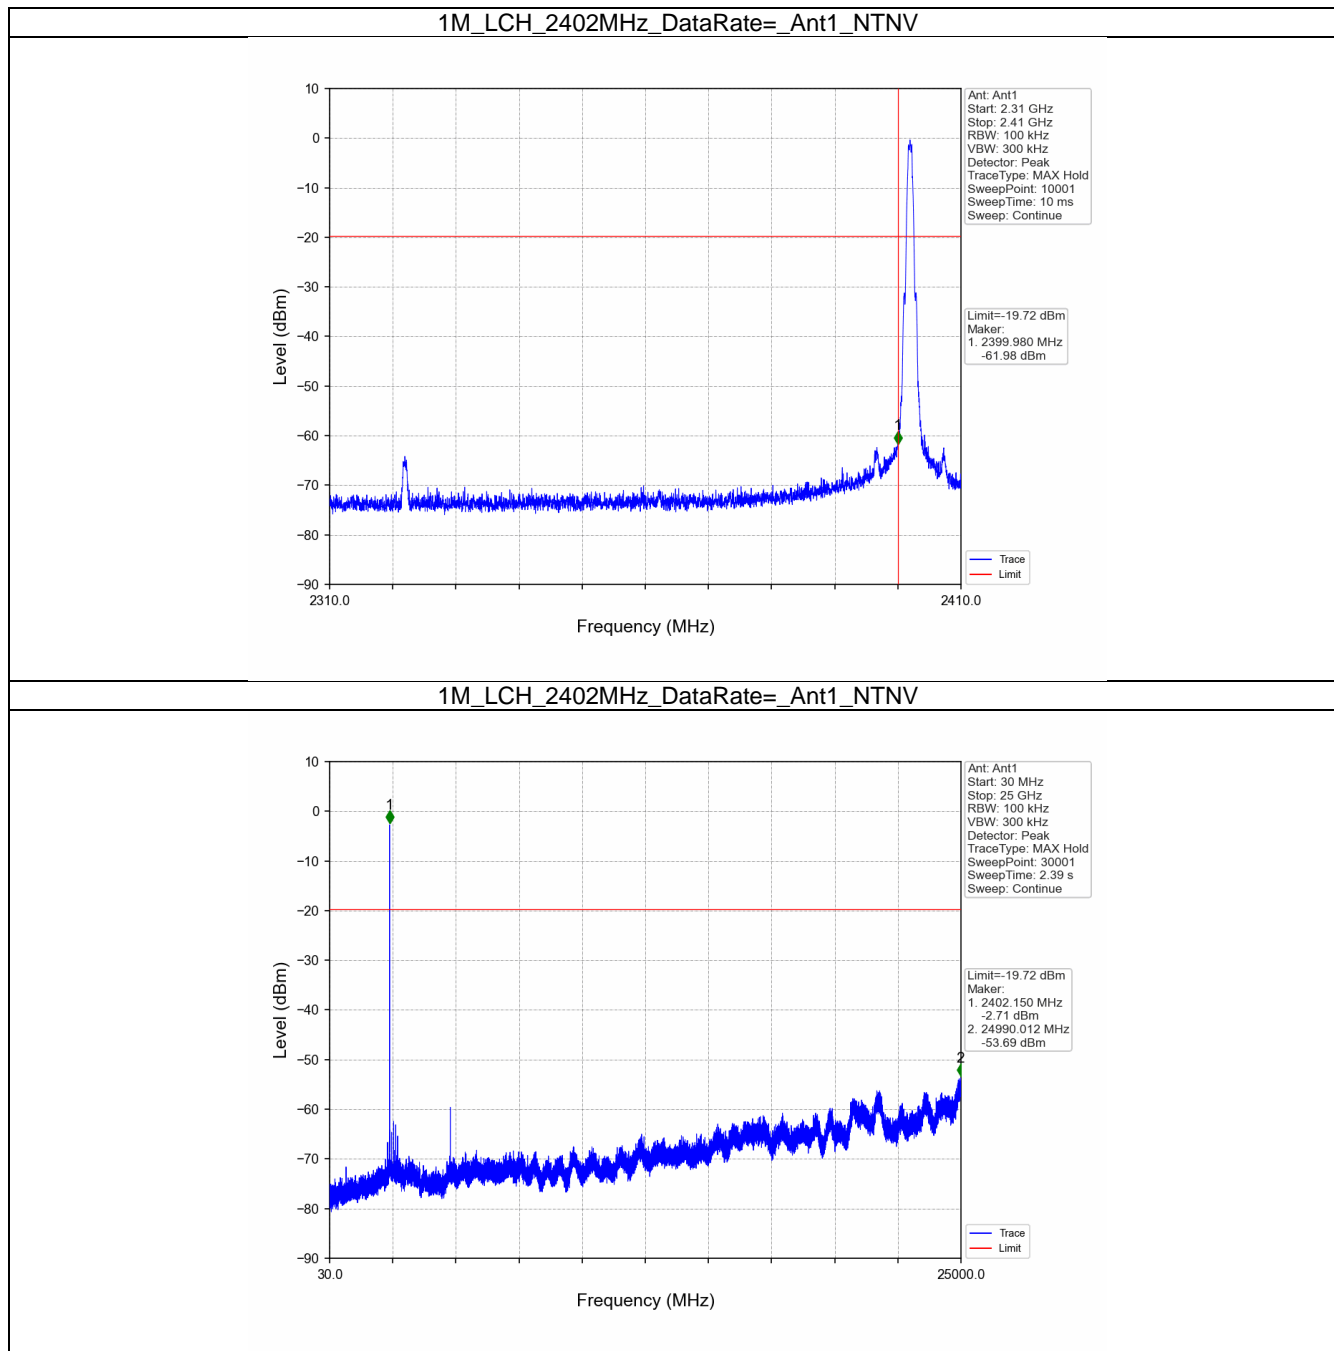 1M_LCH_2402MHz_DataRate=_Ant1_NTNV
10
0
−10
−20
−30
−40
−50
−60
−70
−80
−90
Level (dBm)
2310.0
2410.0
Frequency (MHz)
1
Ant: Ant1
Start: 2.31 GHz
Stop: 2.41 GHz
RBW: 100 kHz
VBW: 300 kHz
Detector: Peak
TraceType: MAX Hold
SweepPoint: 10001
SweepTime: 10 ms
Sweep: Continue
Limit=-19.72 dBm
Maker:
1. 2399.980 MHz
-61.98 dBm
Trace
Limit
1M_LCH_2402MHz_DataRate=_Ant1_NTNV
10
0
−10
−20
−30
−40
−50
−60
−70
−80
−90
Level (dBm)
30.0
25000.0
Frequency (MHz)
1
2
Ant: Ant1
Start: 30 MHz
Stop: 25 GHz
RBW: 100 kHz
VBW: 300 kHz
Detector: Peak
TraceType: MAX Hold
SweepPoint: 30001
SweepTime: 2.39 s
Sweep: Continue
Limit=-19.72 dBm
Maker:
1. 2402.150 MHz
-2.71 dBm
2. 24990.012 MHz
-53.69 dBm
Trace
Limit